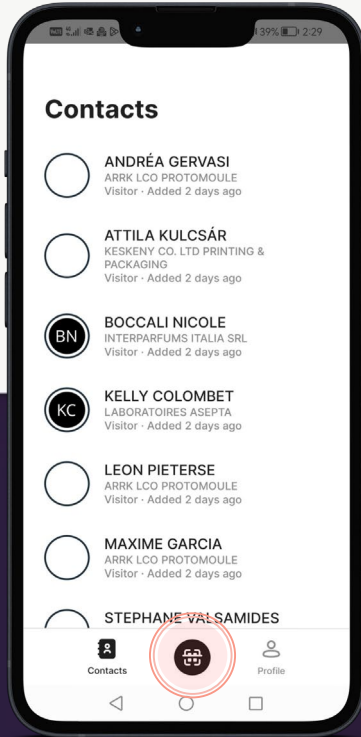 39% 2:29
Contacts
ANDRÉA GERVASI
ARRK LCO PROTOMOULE
Visitor · Added 2 days ago
ATTILA KULCSÁR
KESKENY CO. LTD PRINTING &
PACKAGING
Visitor · Added 2 days ago
BN
BOCCALI NICOLE
INTERPARFUMS ITALIA SRL
Visitor · Added 2 days ago
KC
KELLY COLOMBET
LABORATOIRES ASEPTA
Visitor · Added 2 days ago
LEON PIETERSE
ARRK LCO PROTOMOULE
Visitor · Added 2 days ago
MAXIME GARCIA
ARRK LCO PROTOMOULE
Visitor · Added 2 days ago
STEPHANE VALSAMIDES
Contacts
Profile